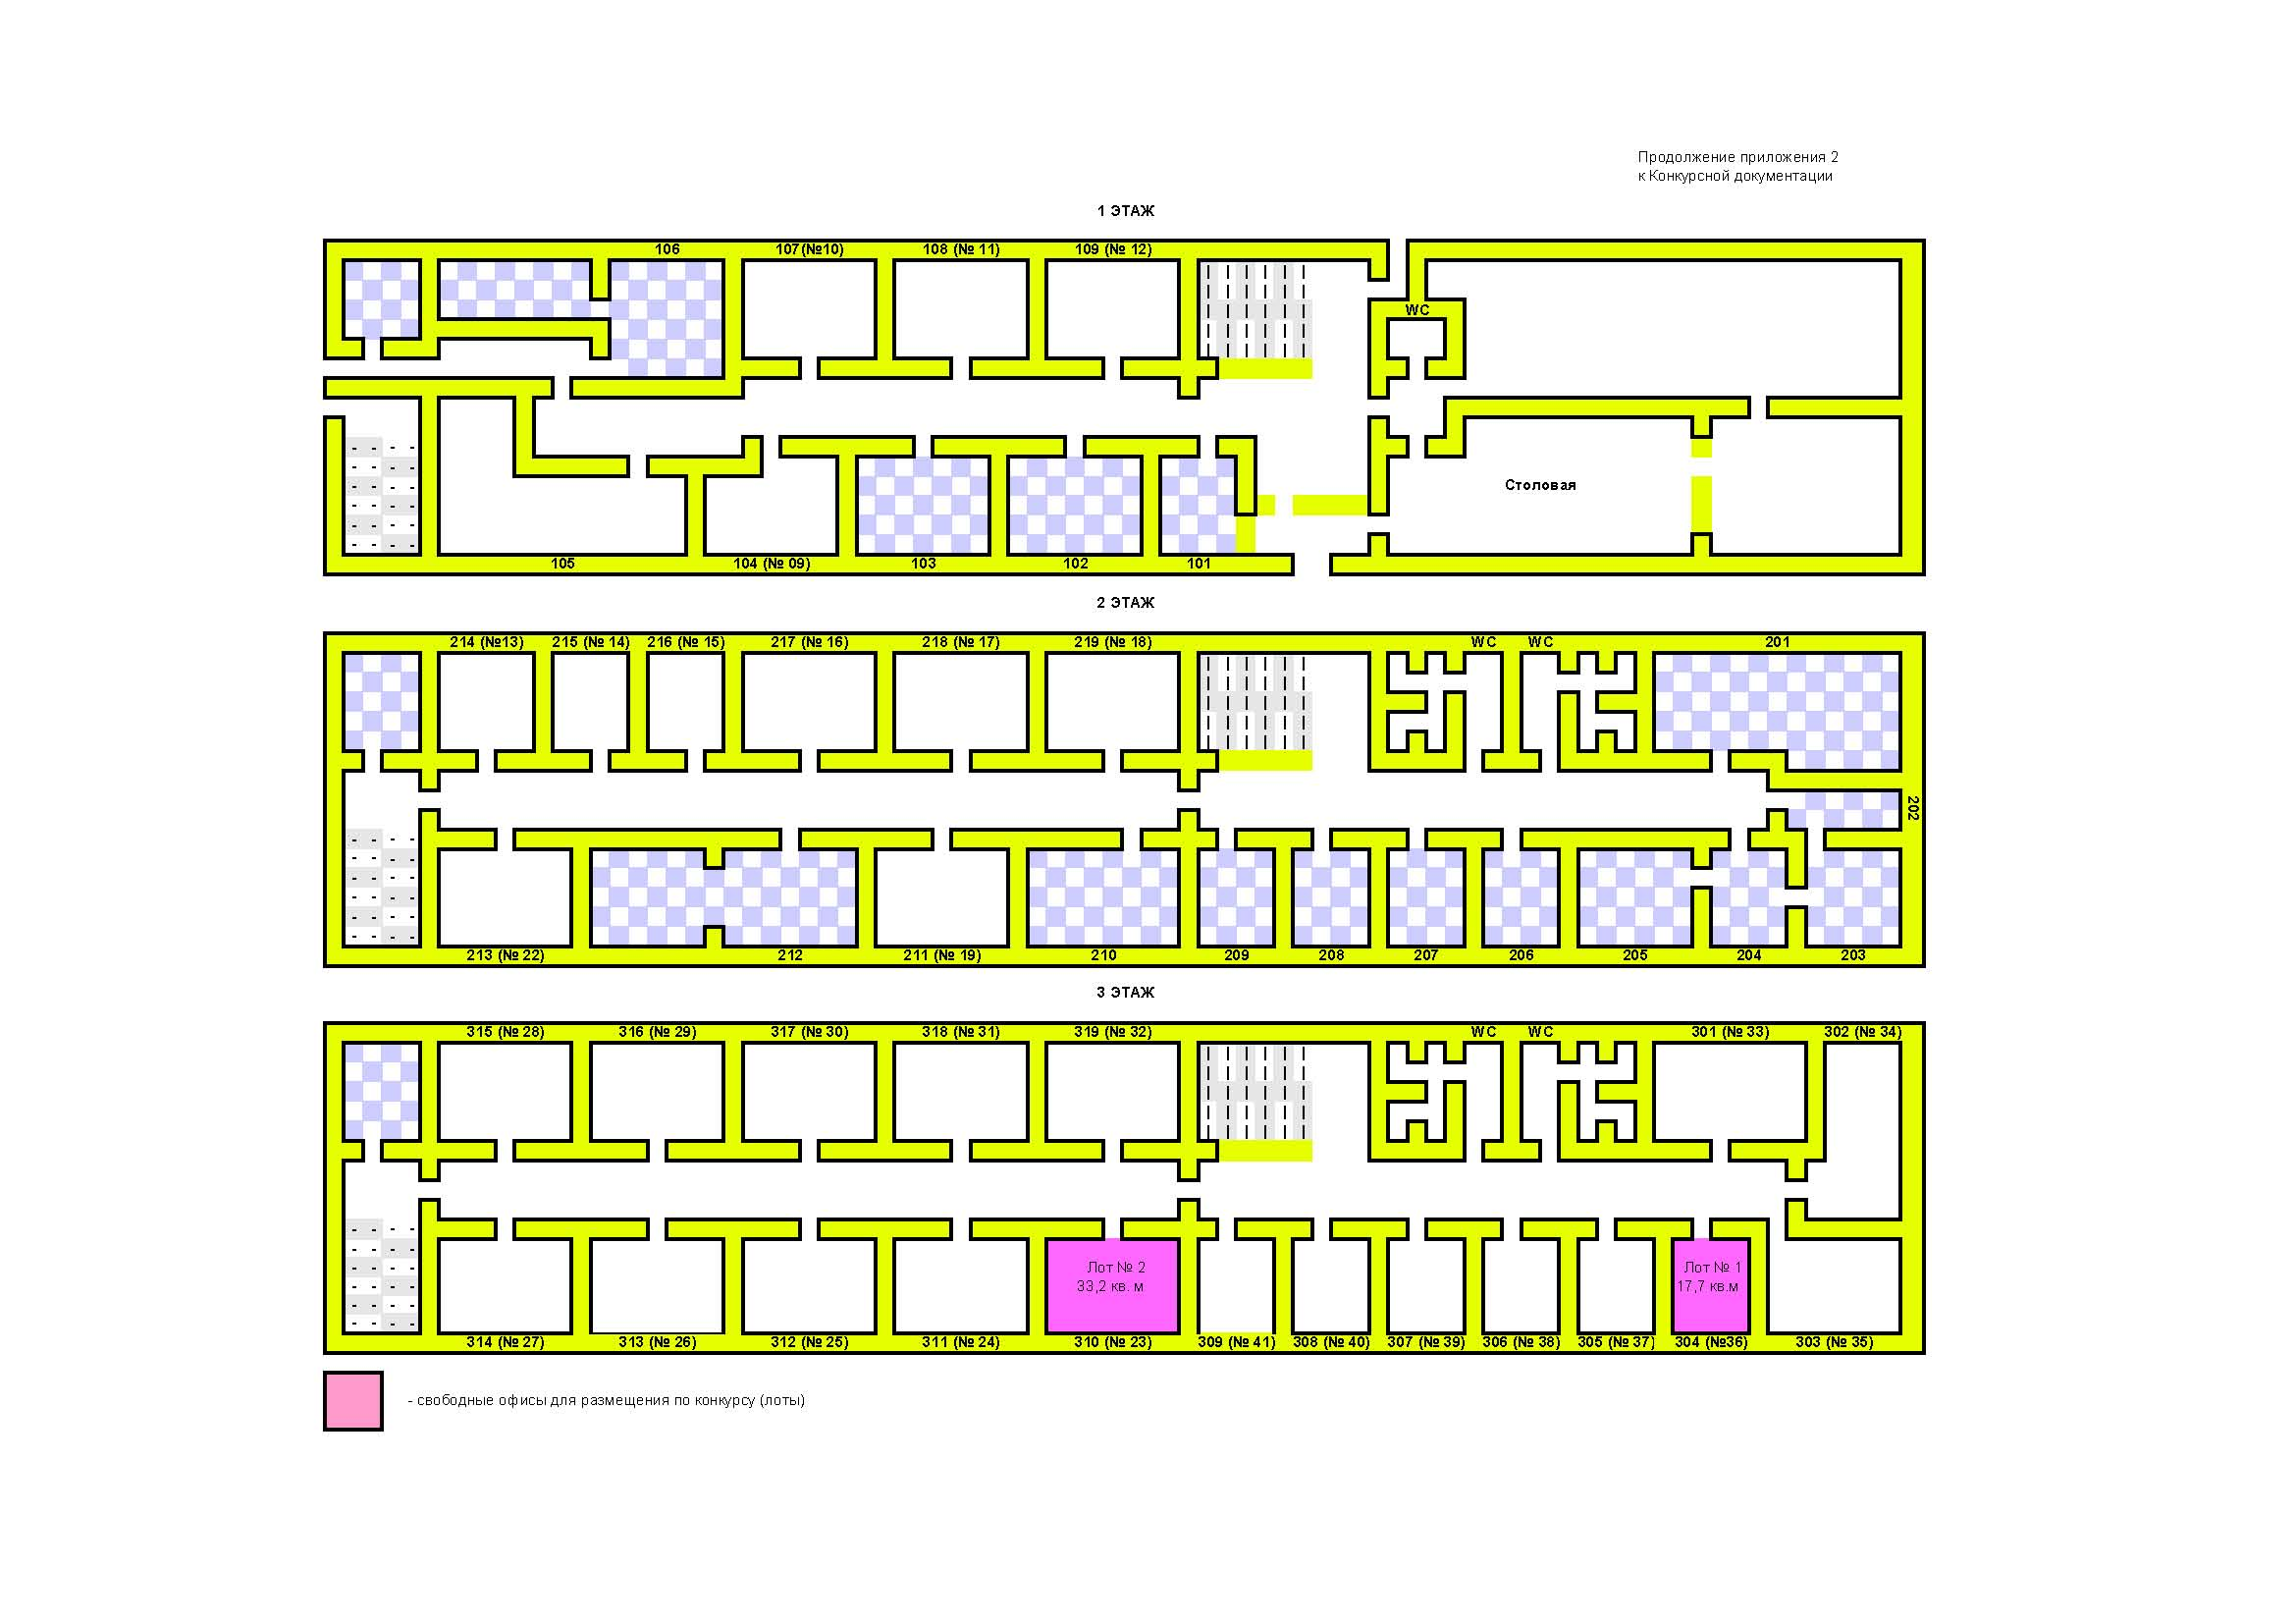 Продолжение приложения 2
к Конкурсной документации
1 ЭТАЖ
106 107(№10) 108 (№ 11) 109 (№ 12)
WC
Столовая
105 104 (№ 09) 103 102 101
2 ЭТАЖ
214 (№13) 215 (№ 14) 216 (№ 15) 217 (№ 16) 218 (№ 17) 219 (№ 18) WC WC 201
202
213 (№ 22) 212 211 (№ 19) 210 209 208 207 206 205 204 203
3 ЭТАЖ
315 (№ 28) 316 (№ 29) 317 (№ 30) 318 (№ 31) 319 (№ 32) WC WC 301 (№ 33) 302 (№ 34)
Лот № 2
33,2 кв. м
Лот № 1
17,7 кв.м
314 (№ 27) 313 (№ 26) 312 (№ 25) 311 (№ 24) 310 (№ 23) 309 (№ 41) 308 (№ 40) 307 (№ 39) 306 (№ 38) 305 (№ 37) 304 (№36) 303 (№ 35)
- свободные офисы для размещения по конкурсу (лоты)